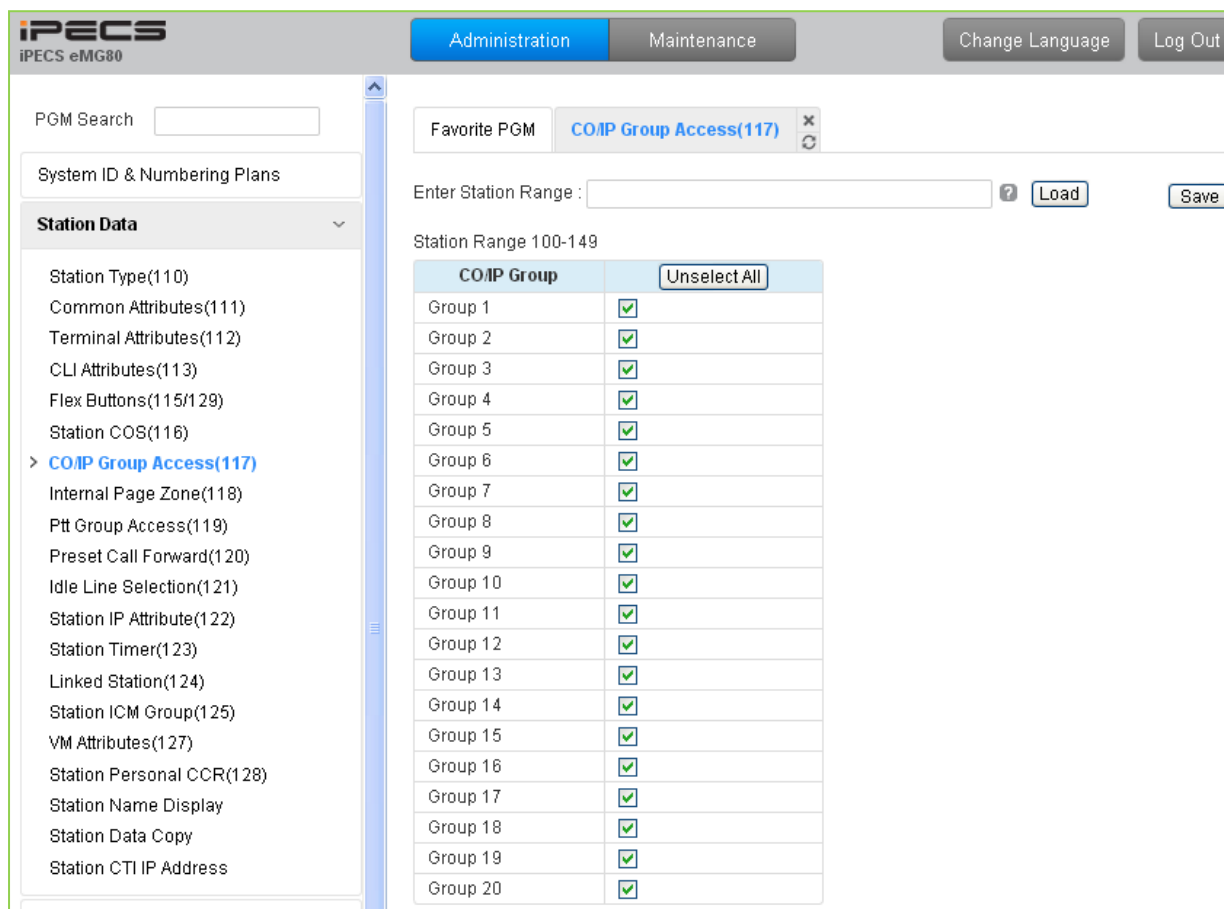 iPECS
iPECS eMG80
Administration
Maintenance
Change Language
Log Out
PGM Search
System ID & Numbering Plans
Station Data
Station Type(110)
Common Attributes(111)
Terminal Attributes(112)
CLI Attributes(113)
Flex Buttons(115/129)
Station COS(116)
> CO/IP Group Access(117)
Internal Page Zone(118)
Ptt Group Access(119)
Preset Call Forward(120)
Idle Line Selection(121)
Station IP Attribute(122)
Station Timer(123)
Linked Station(124)
Station ICM Group(125)
VM Attributes(127)
Station Personal CCR(128)
Station Name Display
Station Data Copy
Station CTI IP Address
Favorite PGM
CO/IP Group Access(117)
Enter Station Range :
?
Load
Save
Station Range 100-149
CO/IP Group
Unselect All
Group 1
Group 2
Group 3
Group 4
Group 5
Group 6
Group 7
Group 8
Group 9
Group 10
Group 11
Group 12
Group 13
Group 14
Group 15
Group 16
Group 17
Group 18
Group 19
Group 20